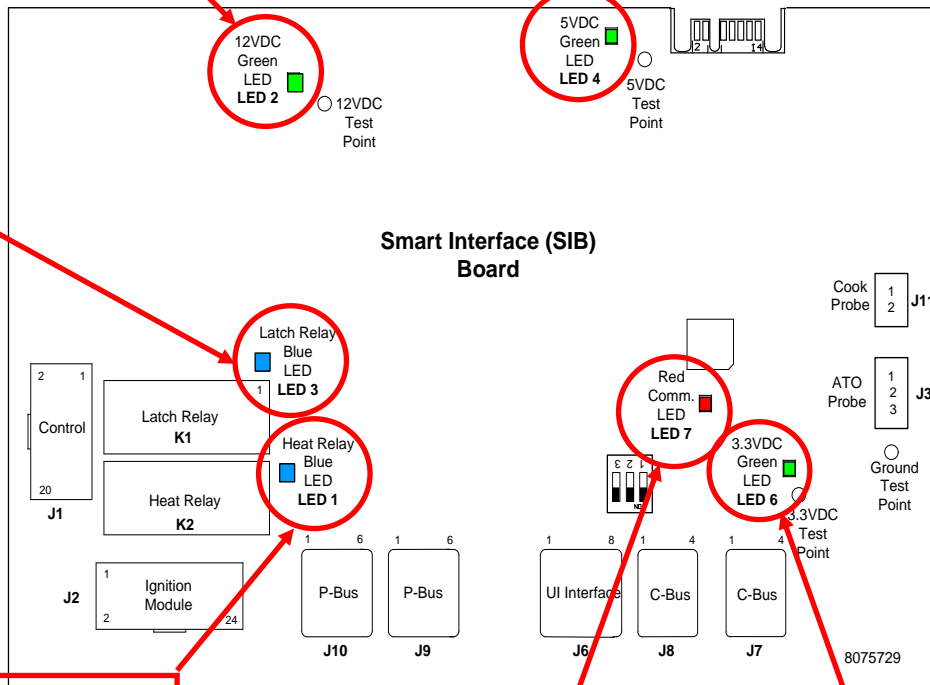 12VDC
Green
LED
LED 2
12VDC
Test
Point
5VDC
Green
LED
LED 4
5VDC
Test
Point
2
14
Smart Interface (SIB)
Board
Cook
Probe
1
2
J11
ATO
Probe
1
2
3
J3
Ground
Test
Point
Latch Relay
Blue
LED
LED 3
2 1
Control
20
J1
1
Latch Relay
K1
Heat Relay
Blue
LED
LED 1
Heat Relay
K2
Red
Comm.
LED
LED 7
3.3VDC
Green
LED
LED 6
3.3VDC
Test
Point
3 2 1
NO
J2
1
Ignition
Module
2 24
1 6
P-Bus
J10
1 6
P-Bus
J9
1 8
UI Interface
J6
1 4
C-Bus
J8
1 4
C-Bus
J7
8075729